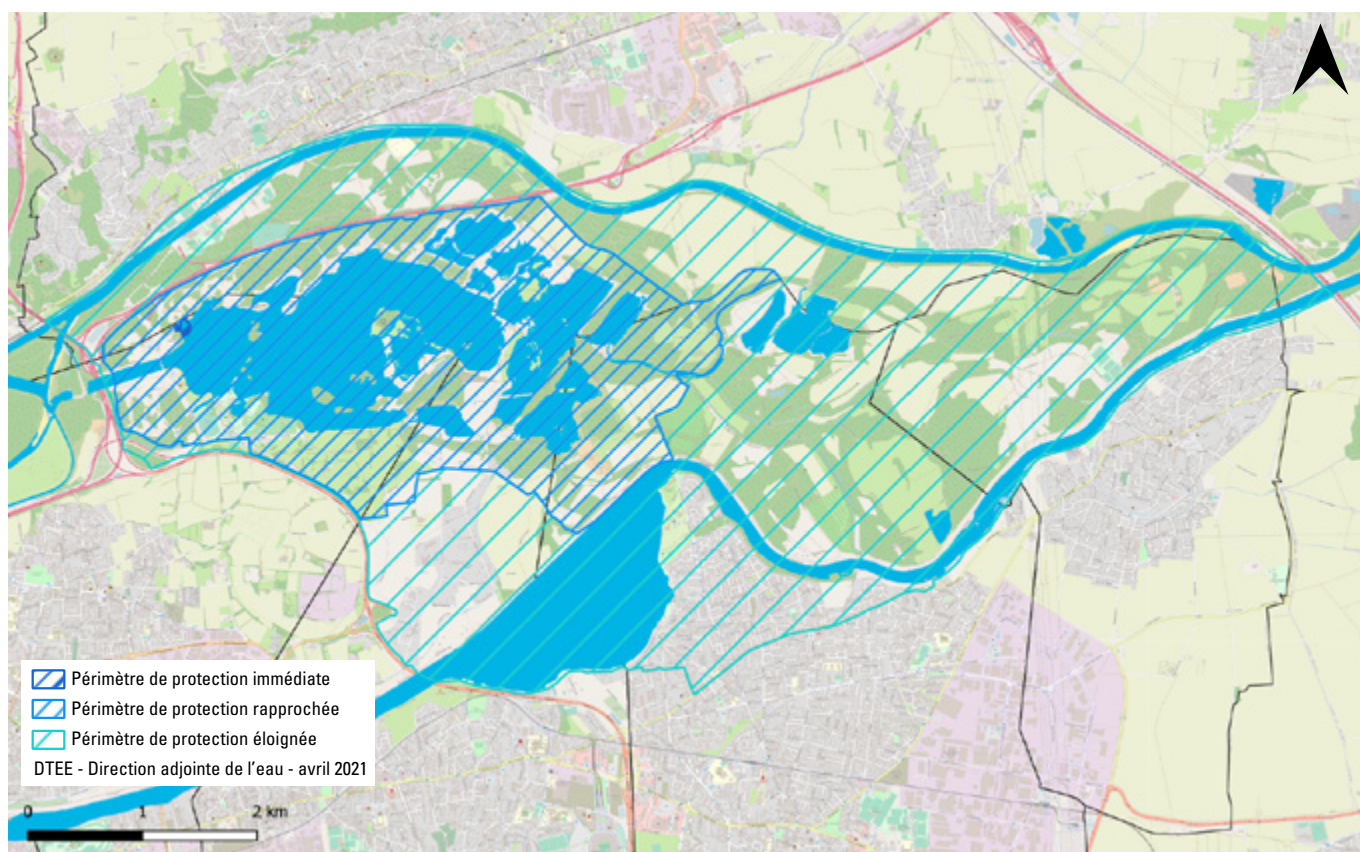 Périmètre de protection immédiate
Périmètre de protection rapprochée
Périmètre de protection éloignée
DTEE - Direction adjointe de l'eau - avril 2021
0 1 2 km